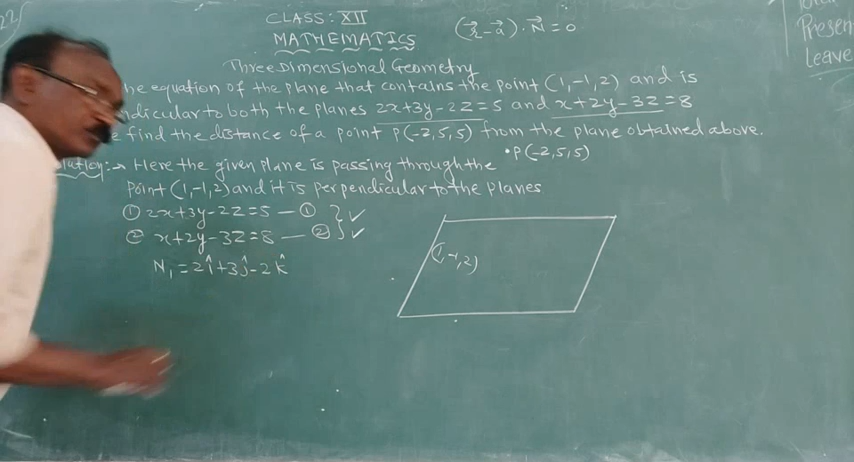 22
CLASS: XII
(r⃗ - a⃗) · N⃗ = 0
MATHEMATICS
Presen
Leave
Three Dimensional Geometry
he equation of the plane that contains the point (1, -1, 2) and is
ndicular to both the planes 2x+3y-2z=5 and x+2y-3z=8
find the distance of a point P(-2,5,5) from the plane obtained above.
lution:→ Here the given plane is passing through the
• P(-2,5,5)
point (1,-1,2) and it is perpendicular to the planes
① 2x+3y-2z=5 — ① } ✓
② x+2y-3z=8 — ② } ✓
N₁ = 2î+3ĵ-2k̂
(1,-1,2)